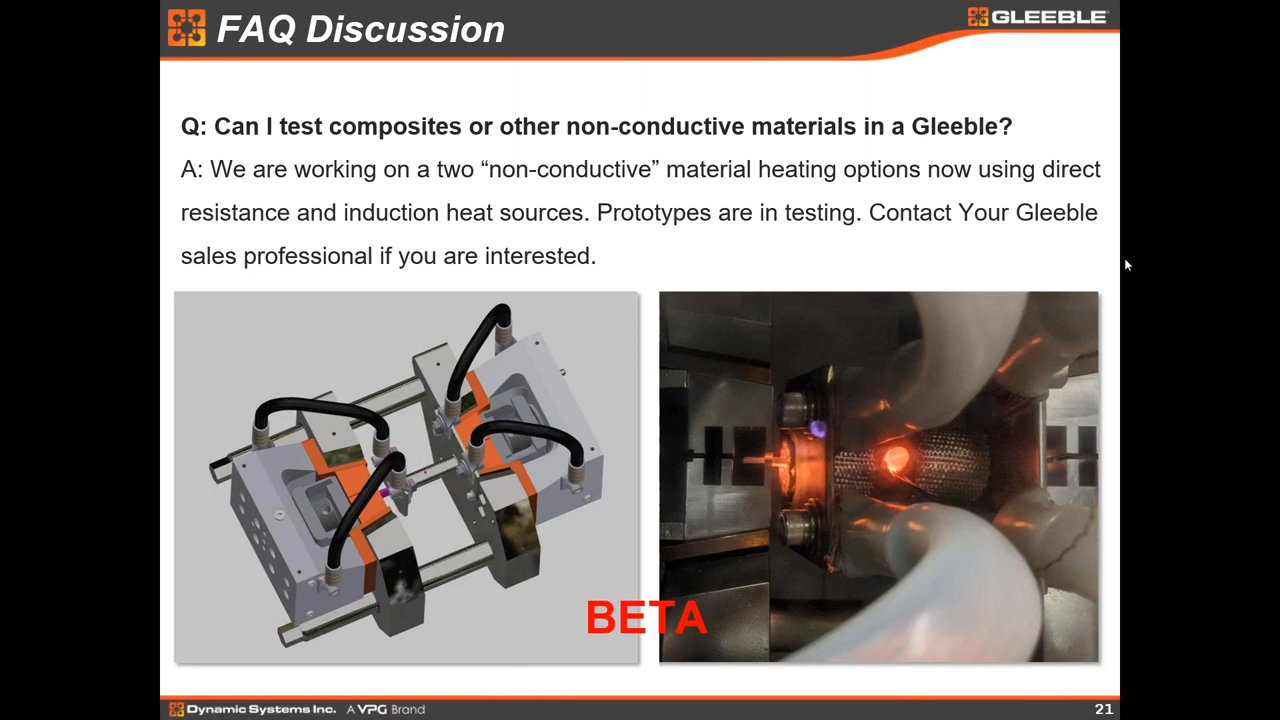 FAQ Discussion
GLEEBLE
Q: Can I test composites or other non-conductive materials in a Gleeble?
A: We are working on a two “non-conductive” material heating options now using direct
resistance and induction heat sources. Prototypes are in testing. Contact Your Gleeble
sales professional if you are interested.
BETA
Dynamic Systems Inc. A VPG Brand
21